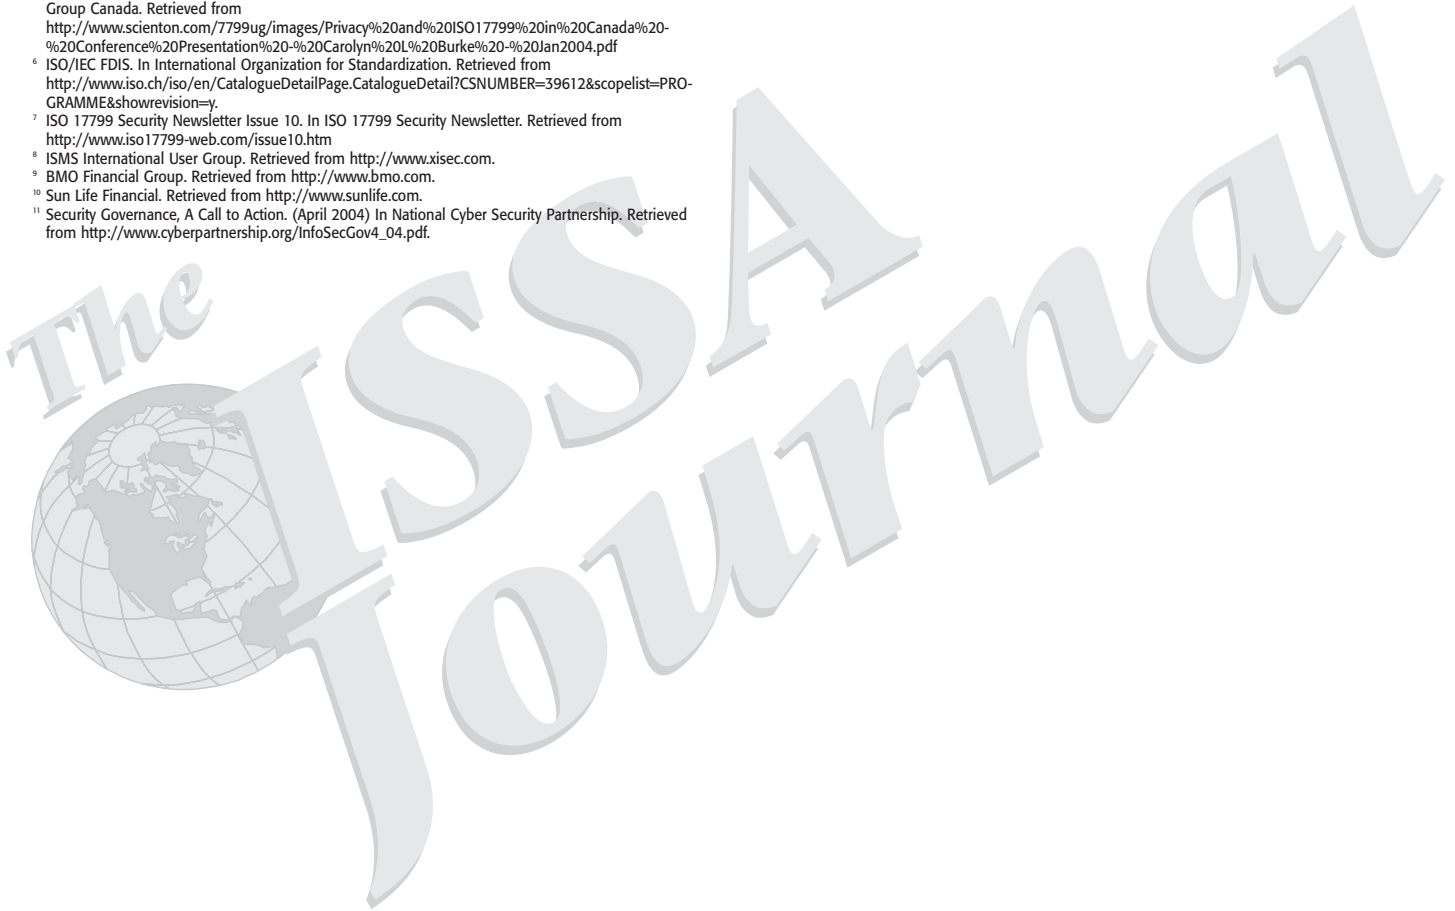 Group Canada. Retrieved from
http://www.scienton.com/7799ug/images/Privacy%20and%20ISO17799%20in%20Canada%20-
%20Conference%20Presentation%20-%20Carolyn%20L%20Burke%20-%20Jan2004.pdf
6 ISO/IEC FDIS. In International Organization for Standardization. Retrieved from
http://www.iso.ch/iso/en/CatalogueDetailPage.CatalogueDetail?CSNUMBER=39612&scopelist=PRO-
GRAMME&showrevision=y.
7 ISO 17799 Security Newsletter Issue 10. In ISO 17799 Security Newsletter. Retrieved from
http://www.iso17799-web.com/issue10.htm
8 ISMS International User Group. Retrieved from http://www.xisec.com.
9 BMO Financial Group. Retrieved from http://www.bmo.com.
10 Sun Life Financial. Retrieved from http://www.sunlife.com.
11 Security Governance, A Call to Action. (April 2004) In National Cyber Security Partnership. Retrieved
from http://www.cyberpartnership.org/InfoSecGov4_04.pdf.
The
ISSA
Journal